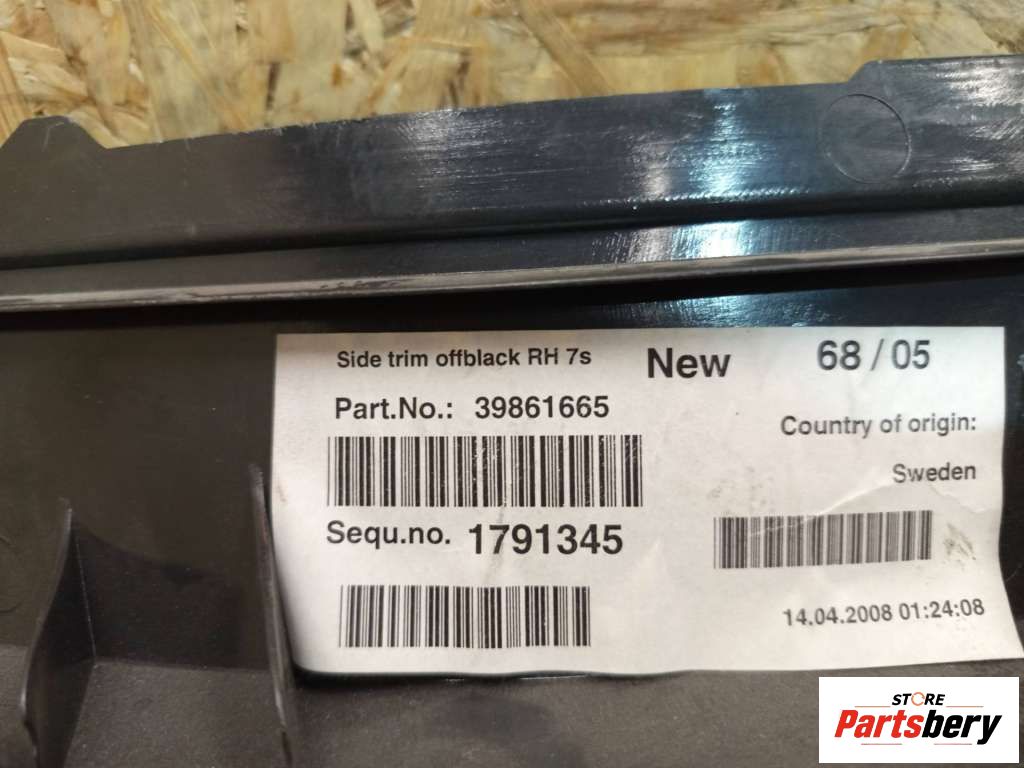 Side trim offblack RH 7s New 68 / 05
Part.No.: 39861665
Country of origin:
Sweden
Sequ.no. 1791345
14.04.2008 01:24:08
STORE
Partsbery